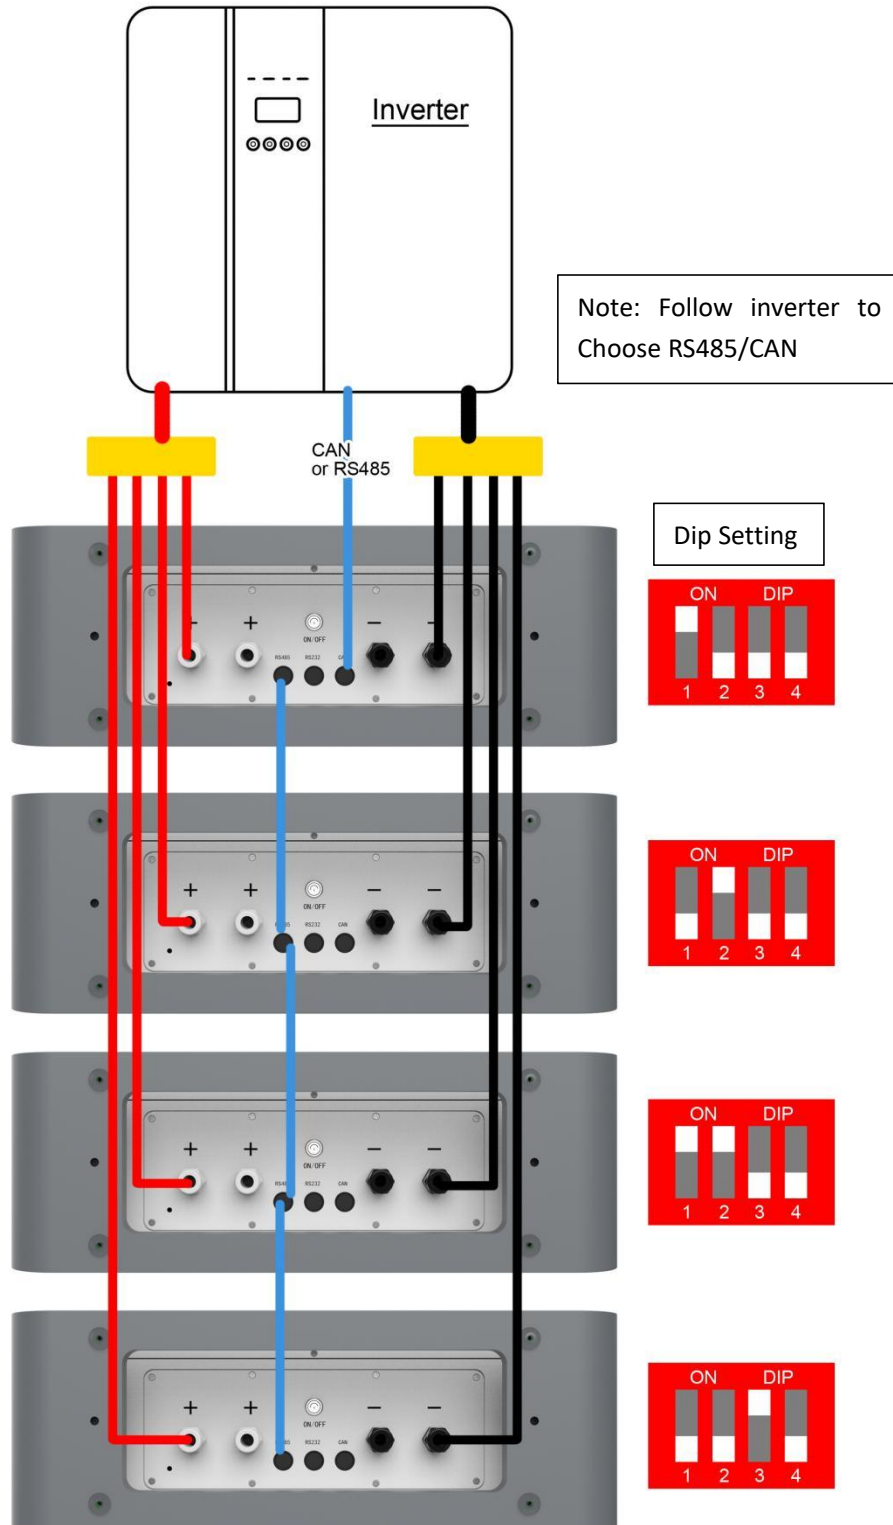 Inverter
Note: Follow inverter to
Choose RS485/CAN
CAN
or RS485
Dip Setting
ON DIP
1 2 3 4
+ − −
ON/OFF
RS485 RS232
ON DIP
1 2 3 4
+ + − −
ON/OFF
RS232 CAN
ON DIP
1 2 3 4
+ + − −
ON/OFF
RS232 CAN
ON DIP
1 2 3 4
+ + − −
ON/OFF
RS232 CAN